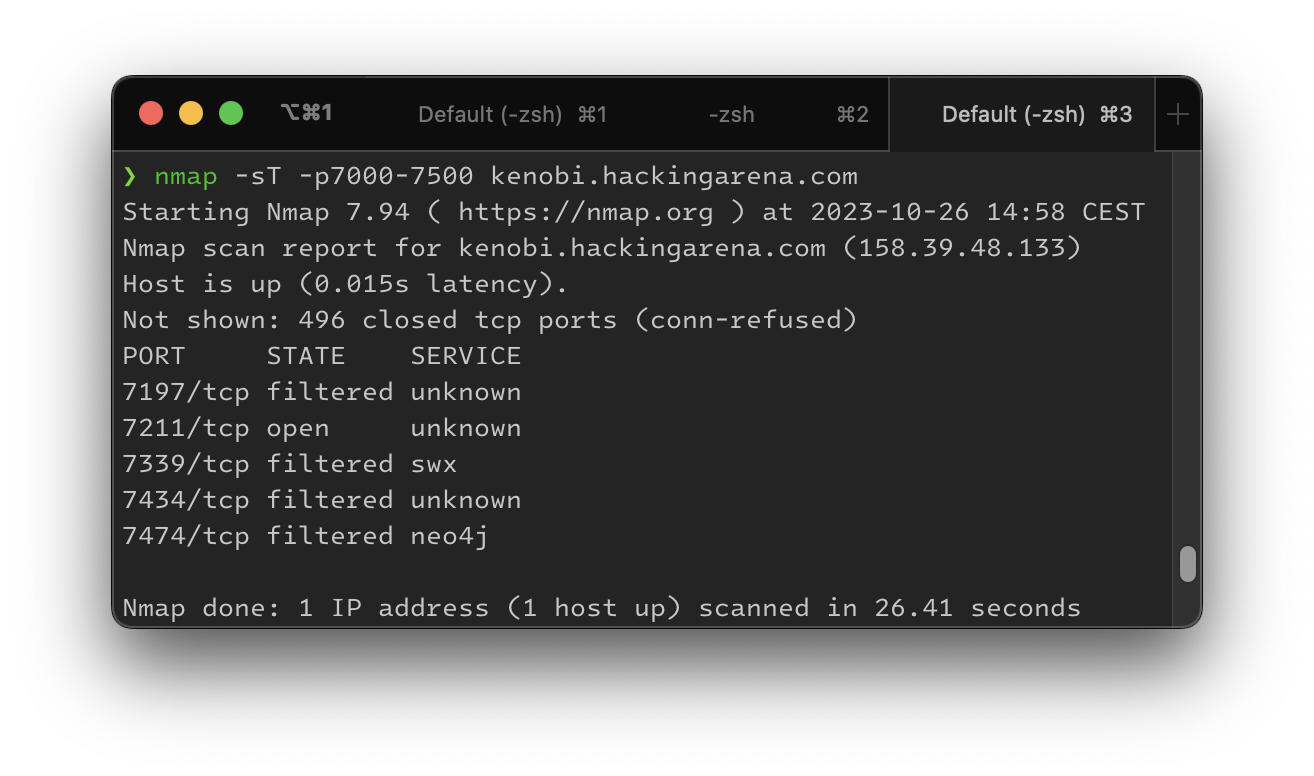 ⌥⌘1 Default (-zsh) ⌘1 -zsh ⌘2 Default (-zsh) ⌘3 +
❯ nmap -sT -p7000-7500 kenobi.hackingarena.com
Starting Nmap 7.94 ( https://nmap.org ) at 2023-10-26 14:58 CEST
Nmap scan report for kenobi.hackingarena.com (158.39.48.133)
Host is up (0.015s latency).
Not shown: 496 closed tcp ports (conn-refused)
PORT     STATE    SERVICE
7197/tcp filtered unknown
7211/tcp open     unknown
7339/tcp filtered swx
7434/tcp filtered unknown
7474/tcp filtered neo4j
Nmap done: 1 IP address (1 host up) scanned in 26.41 seconds